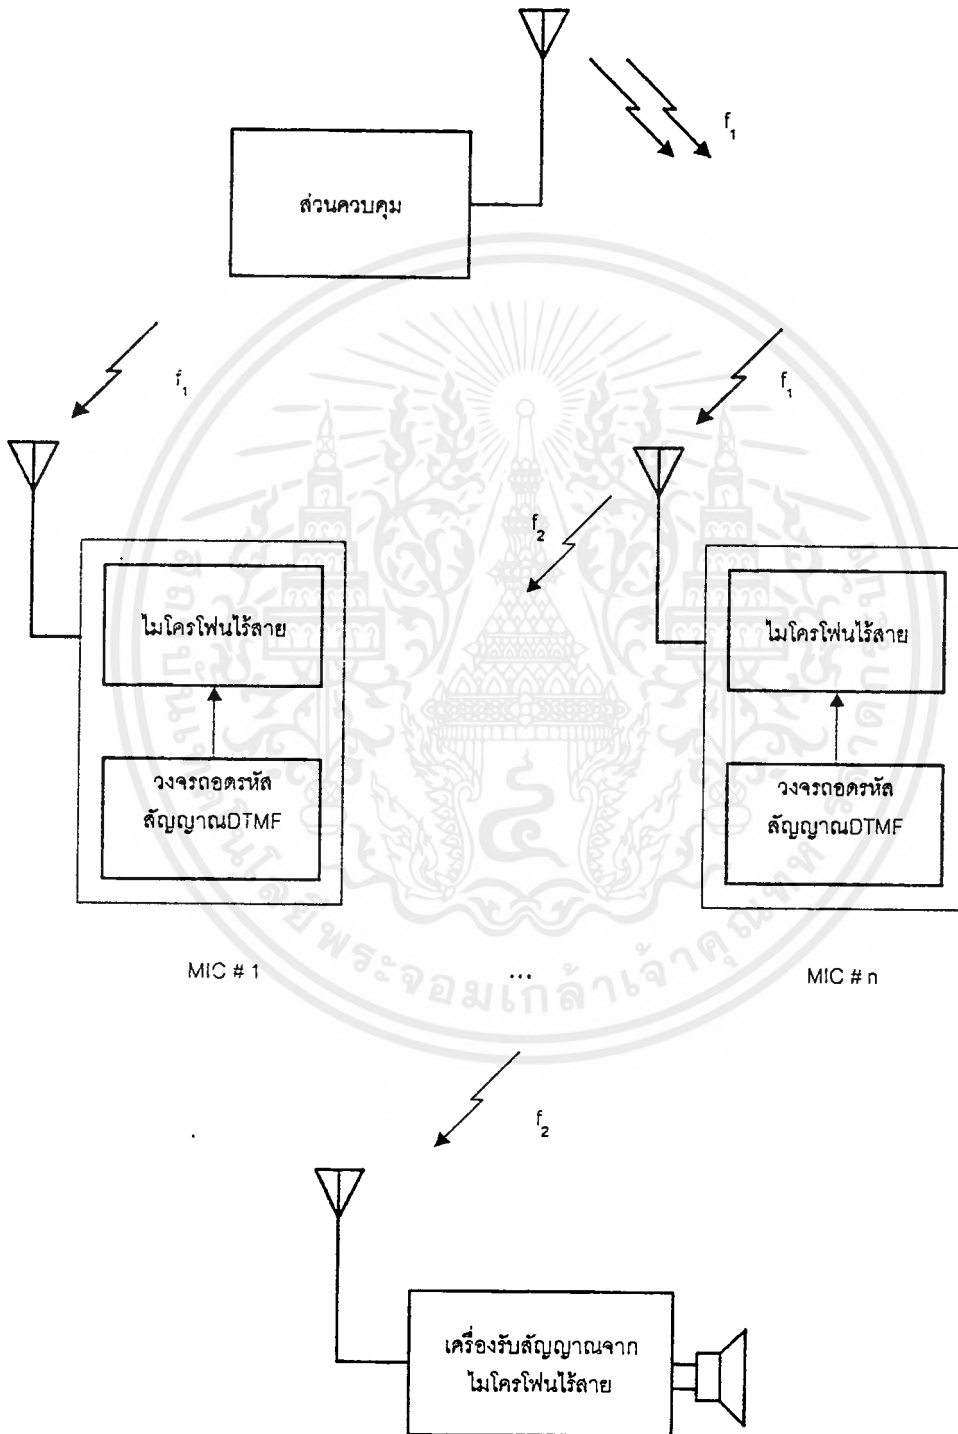 f₁
ส่วนควบคุม
f₁
f₁
f₂
ไมโครโฟนไร้สาย
ไมโครโฟนไร้สาย
วงจรถอดรหัส
สัญญาณDTMF
วงจรถอดรหัส
สัญญาณDTMF
MIC # 1
...
MIC # n
f₂
เครื่องรับสัญญาณจาก
ไมโครโฟนไร้สาย